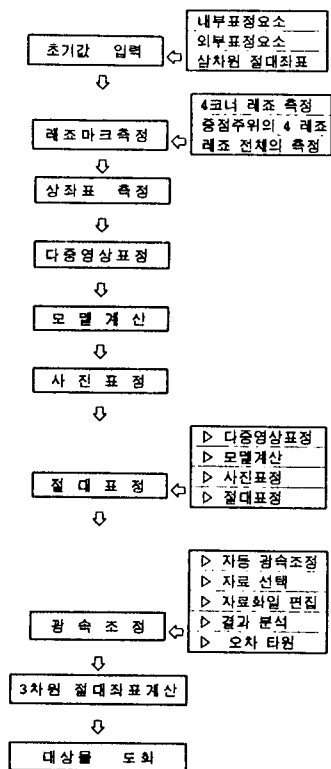 초기값 입력
내부표정요소
외부표정요소
삼차원 절대좌표
레죠마크측정
4코너 레죠 측정
중점주위의 4 레죠
레죠 전체의 측정
상좌표 측정
다중영상표정
모델계산
사진표정
절대표정
▷ 다중영상표정
▷ 모델계산
▷ 사진표정
▷ 절대표정
광속조정
▷ 자동 광속조정
▷ 자료 선택
▷ 자료화일 편집
▷ 결과 분석
▷ 오차 타원
3차원 절대좌표계산
대상물 도화